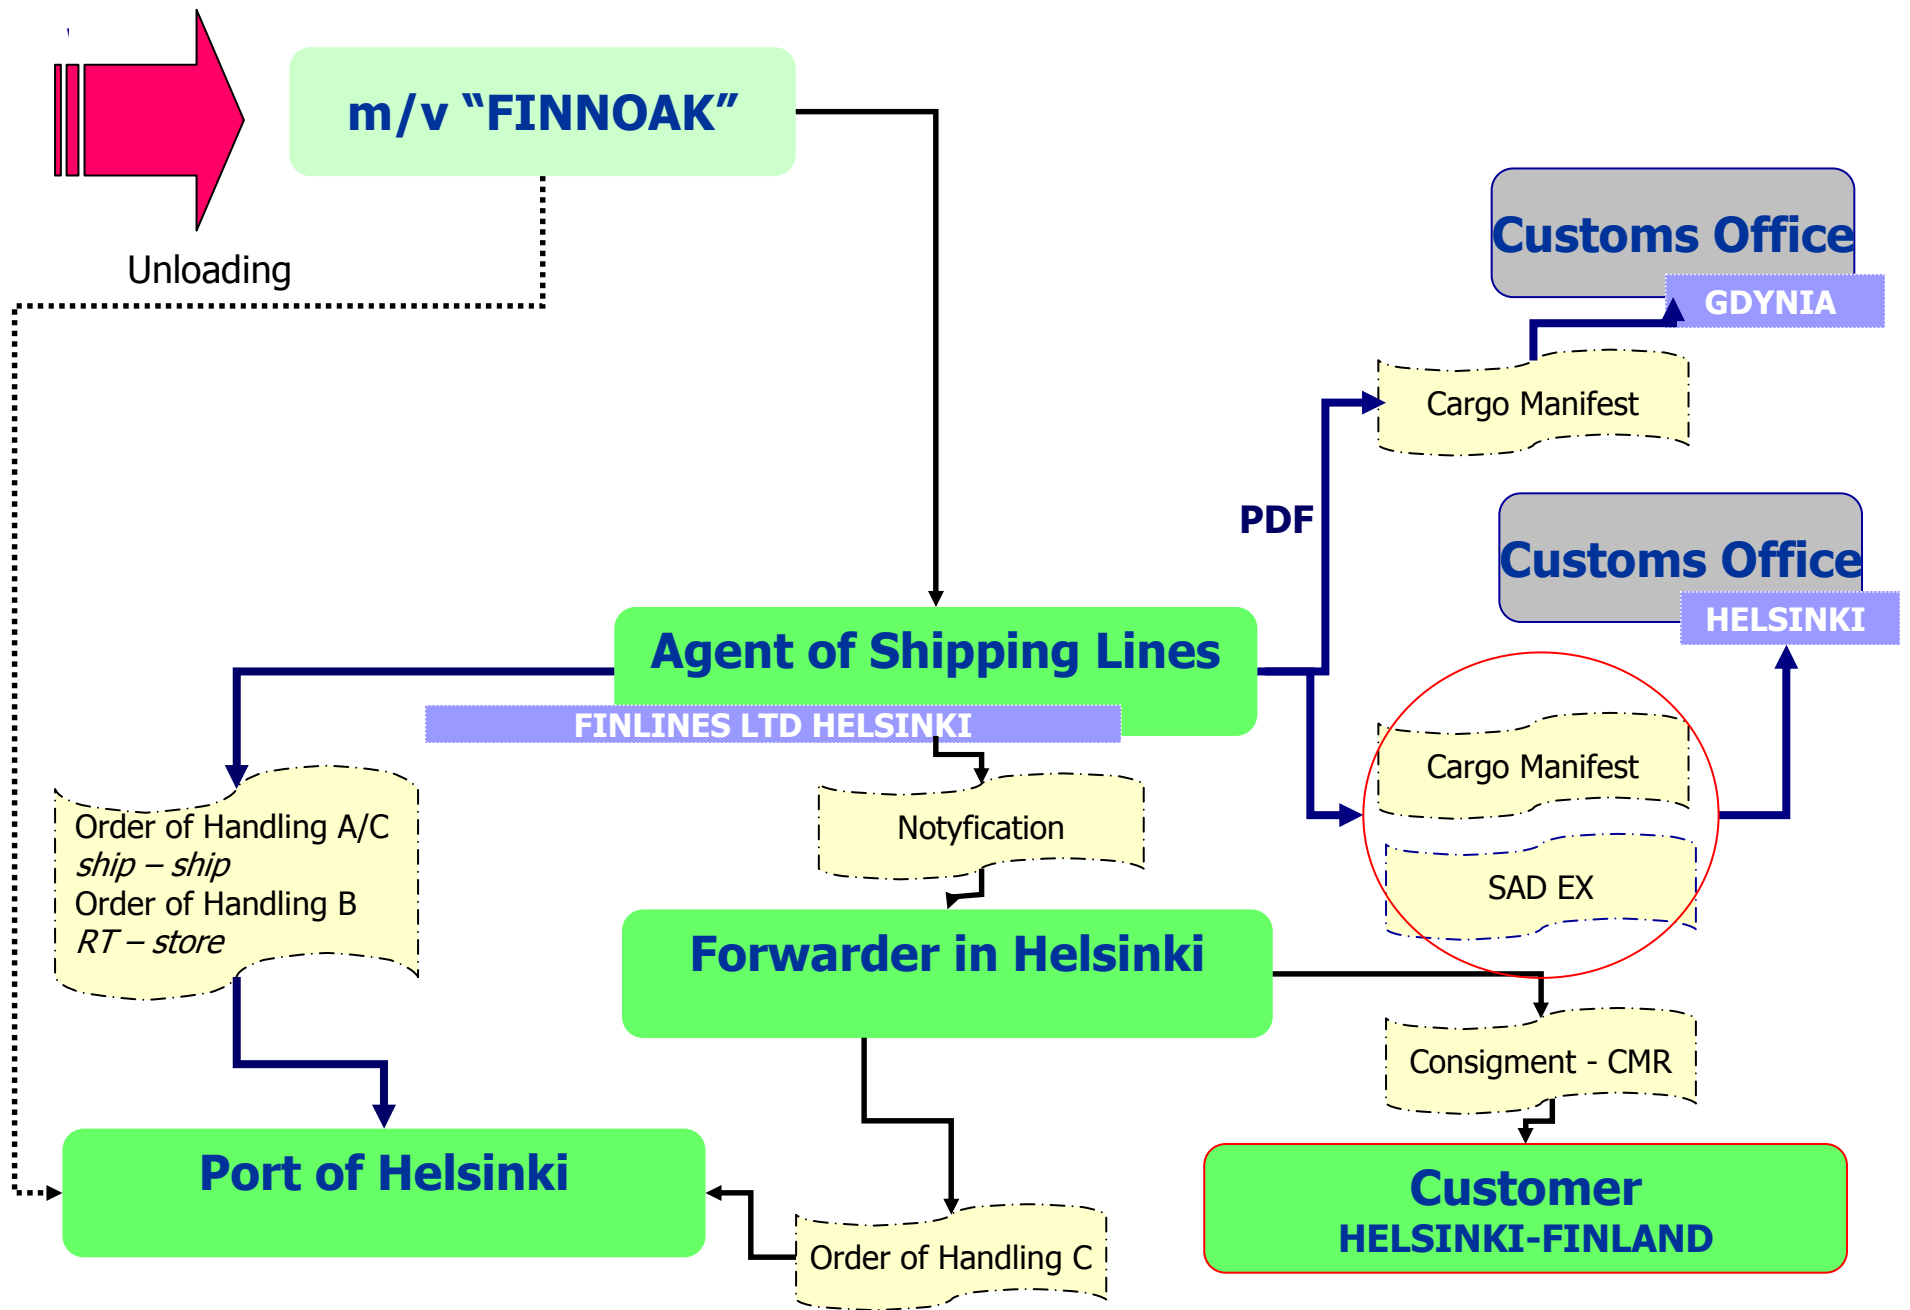 m/v “FINNOAK”
Unloading
Customs Office
GDYNIA
Cargo Manifest
PDF
Customs Office
HELSINKI
Agent of Shipping Lines
FINLINES LTD HELSINKI
Cargo Manifest
SAD EX
Notyfication
Order of Handling A/C
ship – ship
Order of Handling B
RT – store
Forwarder in Helsinki
Consigment - CMR
Port of Helsinki
Customer
HELSINKI-FINLAND
Order of Handling C